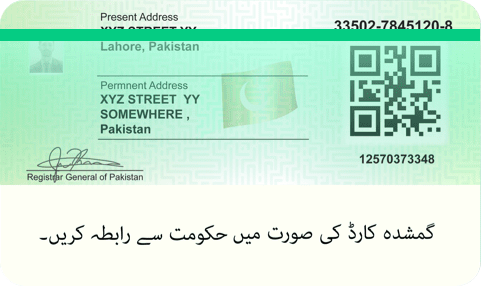 Present Address
33502-7845120-8
XYZ STREET YY
Lahore, Pakistan
Permnent Address
XYZ STREET YY
SOMEWHERE ,
Pakistan
12570373348
Registrar General of Pakistan
گمشدہ کارڈ کی صورت میں حکومت سے رابطہ کریں۔